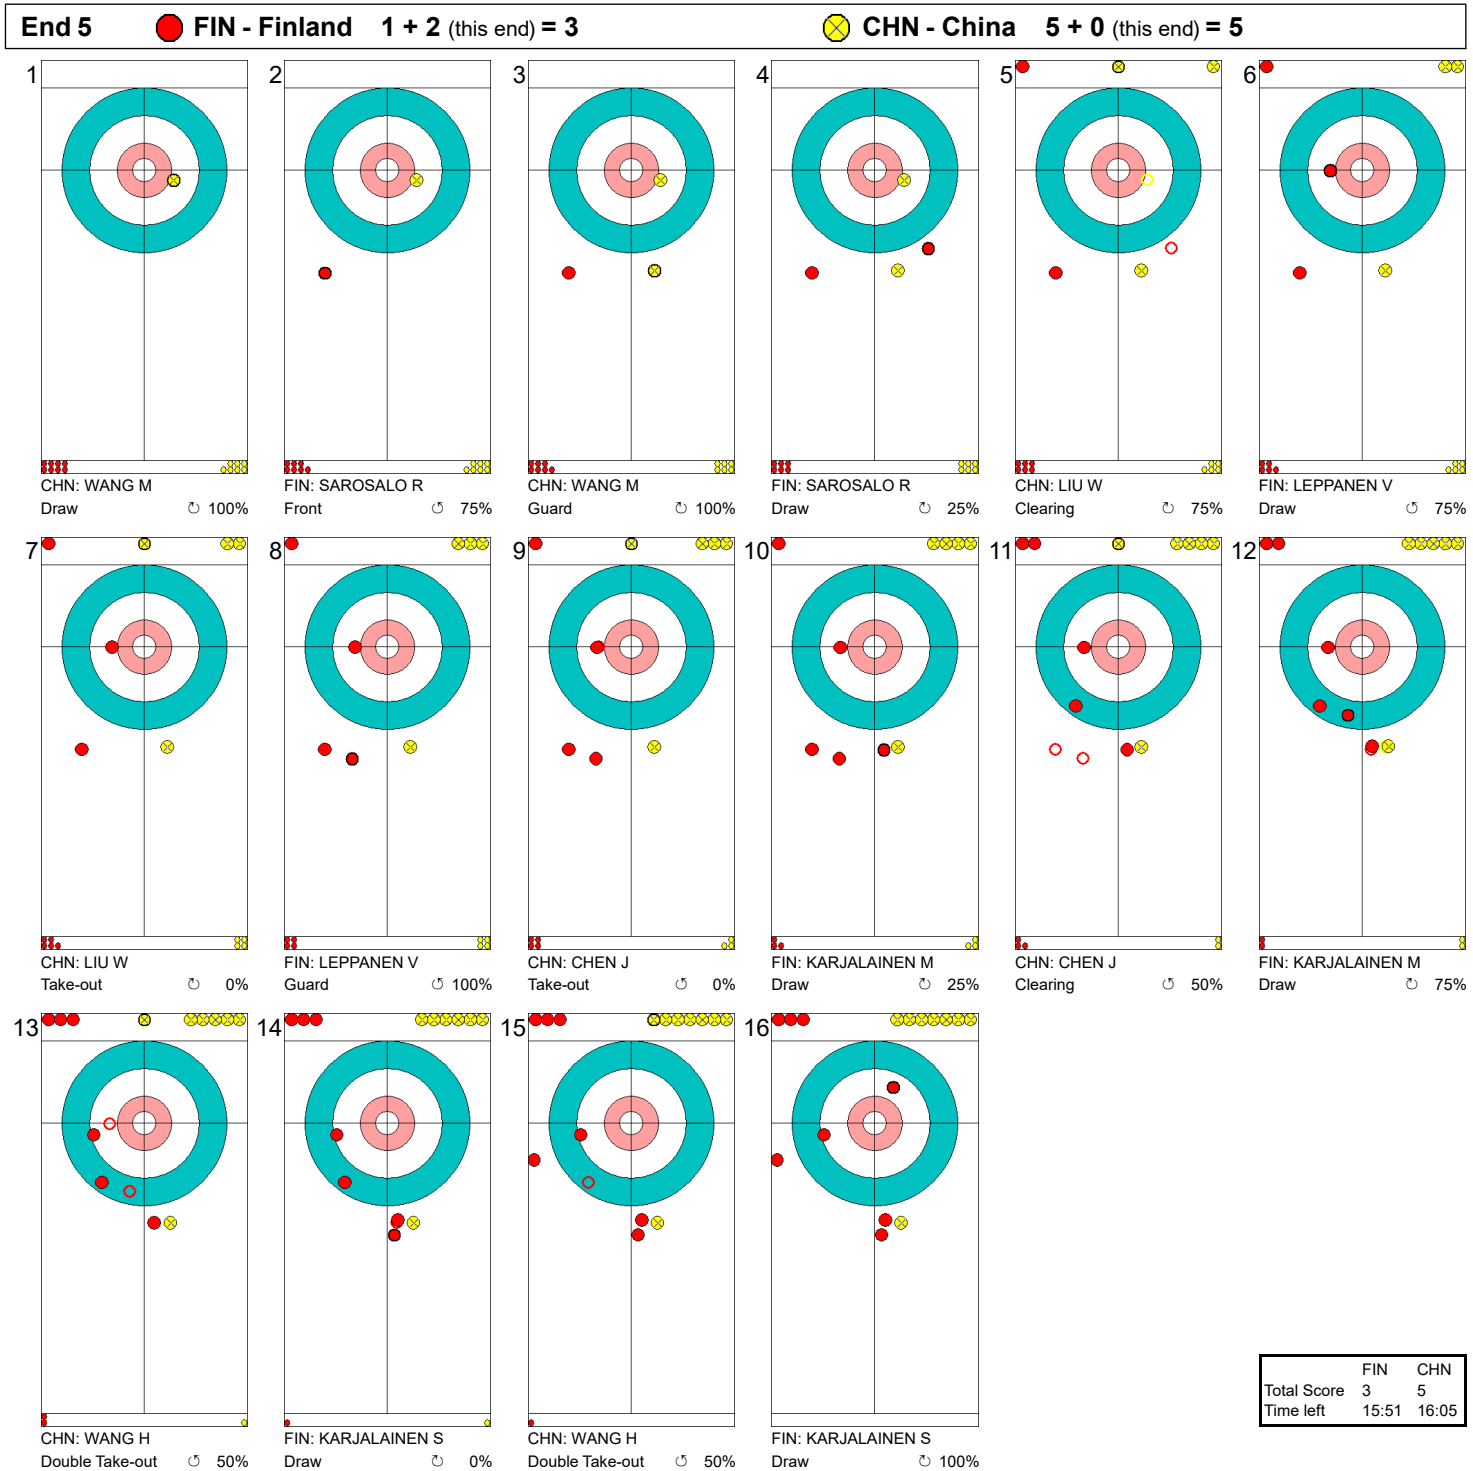 End 5 FIN - Finland 1 + 2 (this end) = 3 CHN - China 5 + 0 (this end) = 5
1 2 3 4 5 6
CHN: WANG M FIN: SAROSALO R CHN: WANG M FIN: SAROSALO R CHN: LIU W FIN: LEPPANEN V
Draw ↻ 100% Front ↺ 75% Guard ↻ 100% Draw ↻ 25% Clearing ↻ 75% Draw ↺ 75%
7 8 9 10 11 12
CHN: LIU W FIN: LEPPANEN V CHN: CHEN J FIN: KARJALAINEN M CHN: CHEN J FIN: KARJALAINEN M
Take-out ↻ 0% Guard ↺ 100% Take-out ↺ 0% Draw ↻ 25% Clearing ↺ 50% Draw ↺ 75%
13 14 15 16
CHN: WANG H FIN: KARJALAINEN S CHN: WANG H FIN: KARJALAINEN S
Double Take-out ↺ 50% Draw ↻ 0% Double Take-out ↺ 50% Draw ↻ 100%
FIN CHN
Total Score 3 5
Time left 15:51 16:05